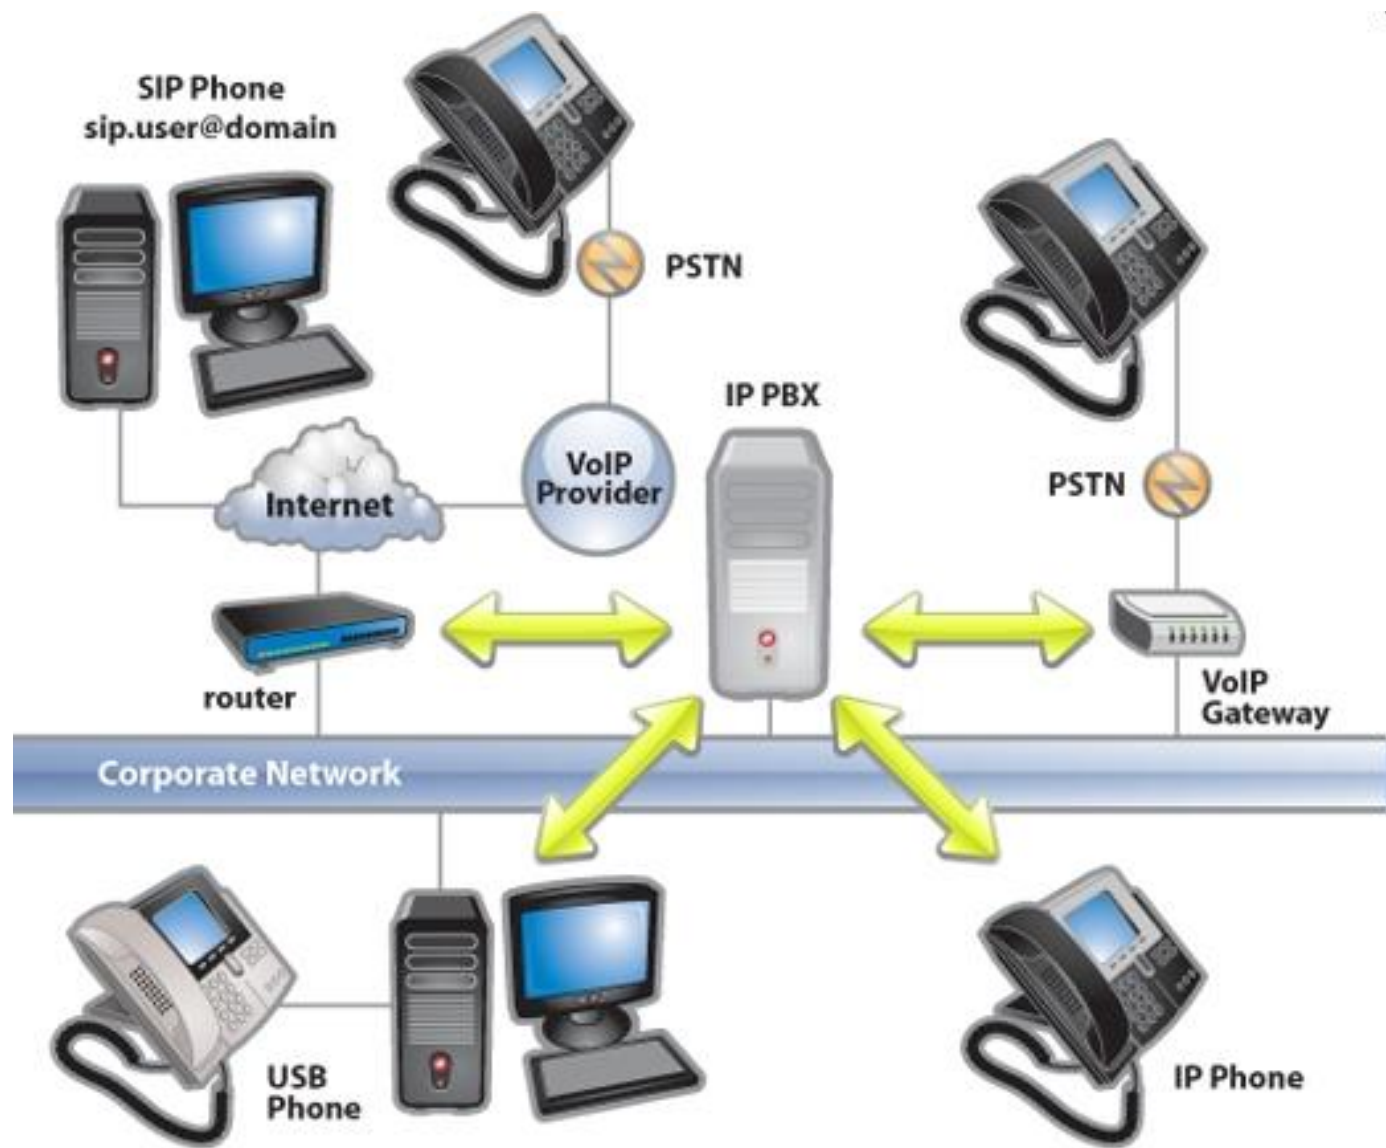 SIP Phone
sip.user@domain
PSTN
IP PBX
VoIP
Provider
Internet
PSTN
router
VoIP
Gateway
Corporate Network
USB
Phone
IP Phone